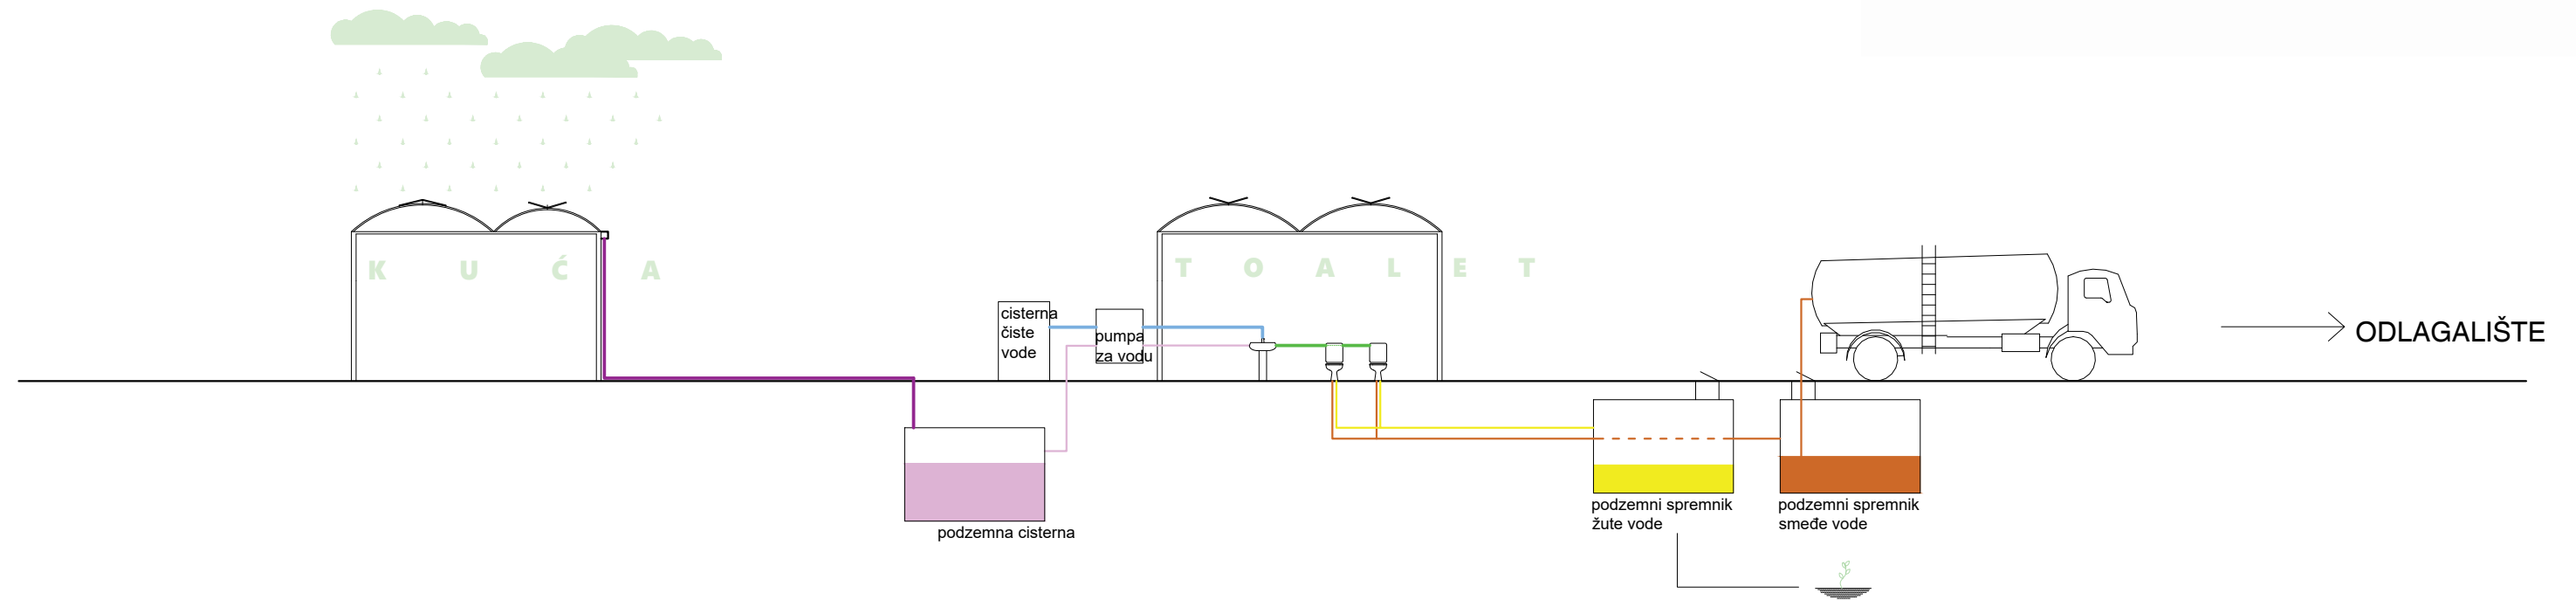 K U Ć A
T O A L E T
cisterna
čiste
vode
pumpa
za vodu
ODLAGALIŠTE
podzemna cisterna
podzemni spremnik
žute vode
podzemni spremnik
smeđe vode